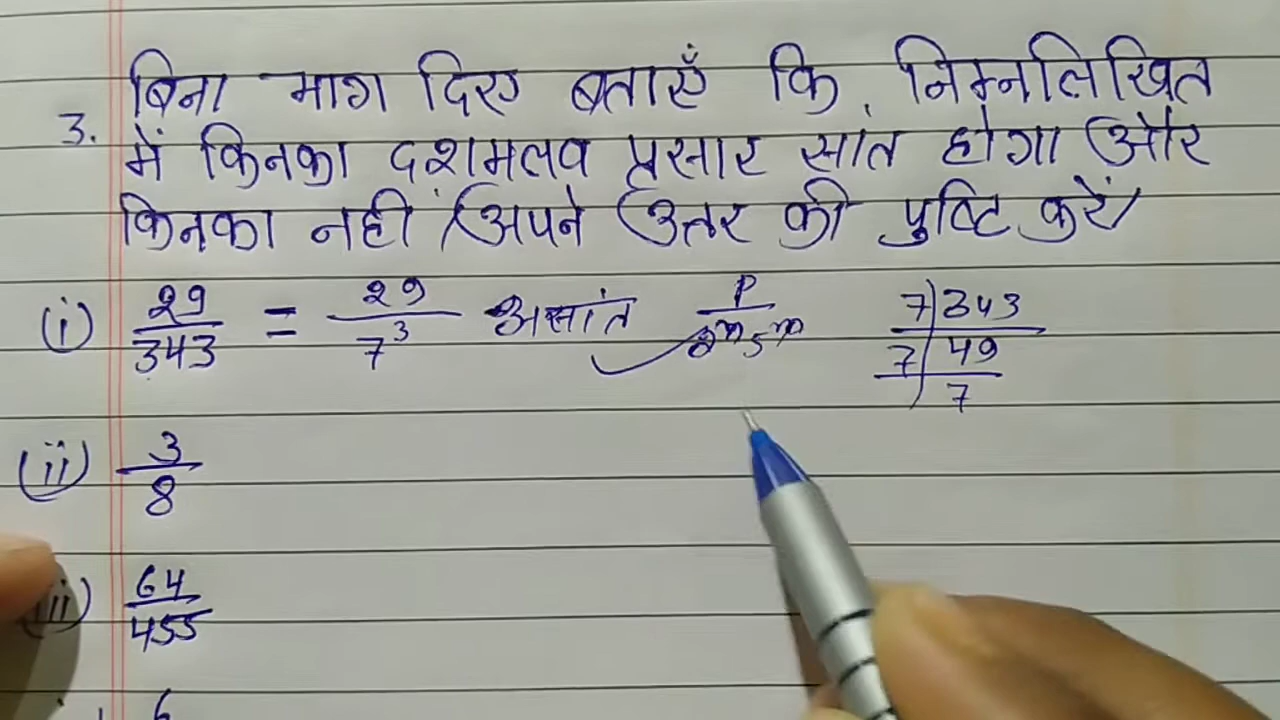 बिना भाग दिए बताएँ कि निम्नलिखित
3. में किनका दशमलव प्रसार सांत होगा और
किनका नहीं। अपने उत्तर की पुष्टि करें।
(i) 29/343 = 29/7³ असांत P/2ⁿ5ᵐ 7|343
7|49
7
(ii) 3/8
(iii) 64/455
6